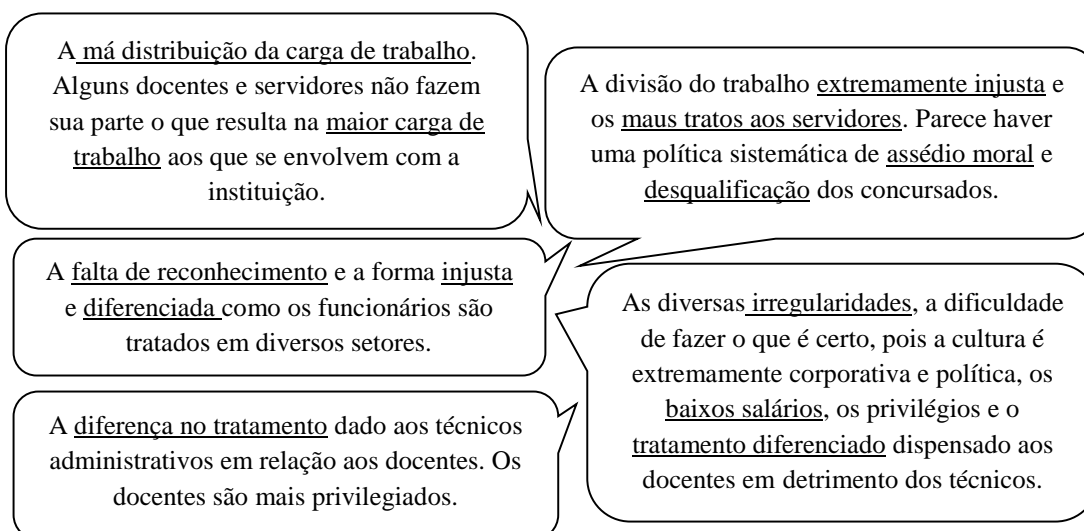 A má distribuição da carga de trabalho.
Alguns docentes e servidores não fazem
sua parte o que resulta na maior carga de
trabalho aos que se envolvem com a
instituição.
A divisão do trabalho extremamente injusta e
os maus tratos aos servidores. Parece haver
uma política sistemática de assédio moral e
desqualificação dos concursados.
A falta de reconhecimento e a forma injusta
e diferenciada como os funcionários são
tratados em diversos setores.
As diversas irregularidades, a dificuldade
de fazer o que é certo, pois a cultura é
extremamente corporativa e política, os
baixos salários, os privilégios e o
tratamento diferenciado dispensado aos
docentes em detrimento dos técnicos.
A diferença no tratamento dado aos técnicos
administrativos em relação aos docentes. Os
docentes são mais privilegiados.